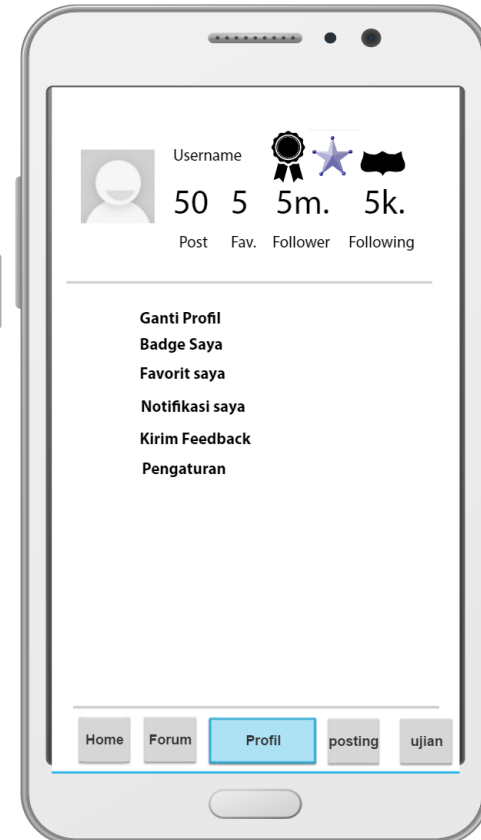 Username
50 5 5m. 5k.
Post Fav. Follower Following
Ganti Profil
Badge Saya
Favorit saya
Notifikasi saya
Kirim Feedback
Pengaturan
Home Forum Profil posting ujian